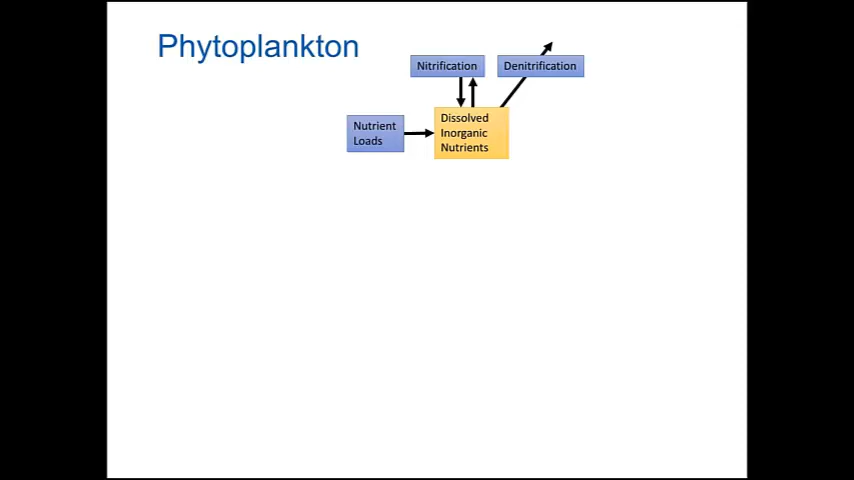 Phytoplankton
Nitrification
Denitrification
Nutrient
Loads
Dissolved
Inorganic
Nutrients